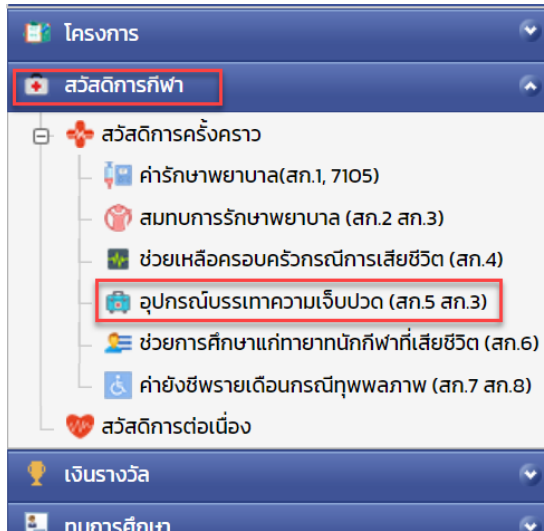 โครงการ
สวัสดิการกีฬา
สวัสดิการครั้งคราว
ค่ารักษาพยาบาล(สก.1, 7105)
สมทบการรักษาพยาบาล (สก.2 สก.3)
ช่วยเหลือครอบครัวกรณีการเสียชีวิต (สก.4)
อุปกรณ์บรรเทาความเจ็บปวด (สก.5 สก.3)
ช่วยการศึกษาแก่ทายาทนักกีฬาที่เสียชีวิต (สก.6)
ค่ายังชีพรายเดือนกรณีทุพพลภาพ (สก.7 สก.8)
สวัสดิการต่อเนื่อง
เงินรางวัล
ทุนการศึกษา